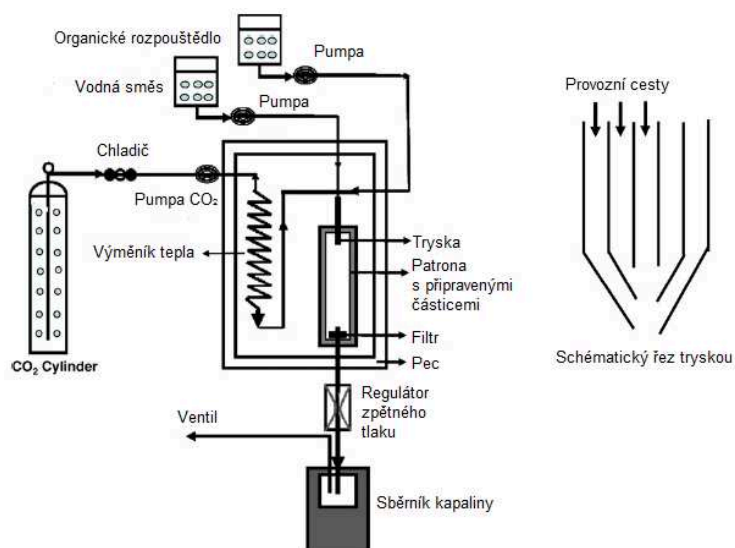 Organické rozpouštědlo
Pumpa
Vodná směs
Pumpa
Provozní cesty
Chladič
Pumpa CO₂
Výměník tepla
Tryska
Patrona
s připravenými
částicemi
Filtr
Pec
CO₂ Cylinder
Schématický řez tryskou
Regulátor
zpětného
tlaku
Ventil
Sběrník kapaliny